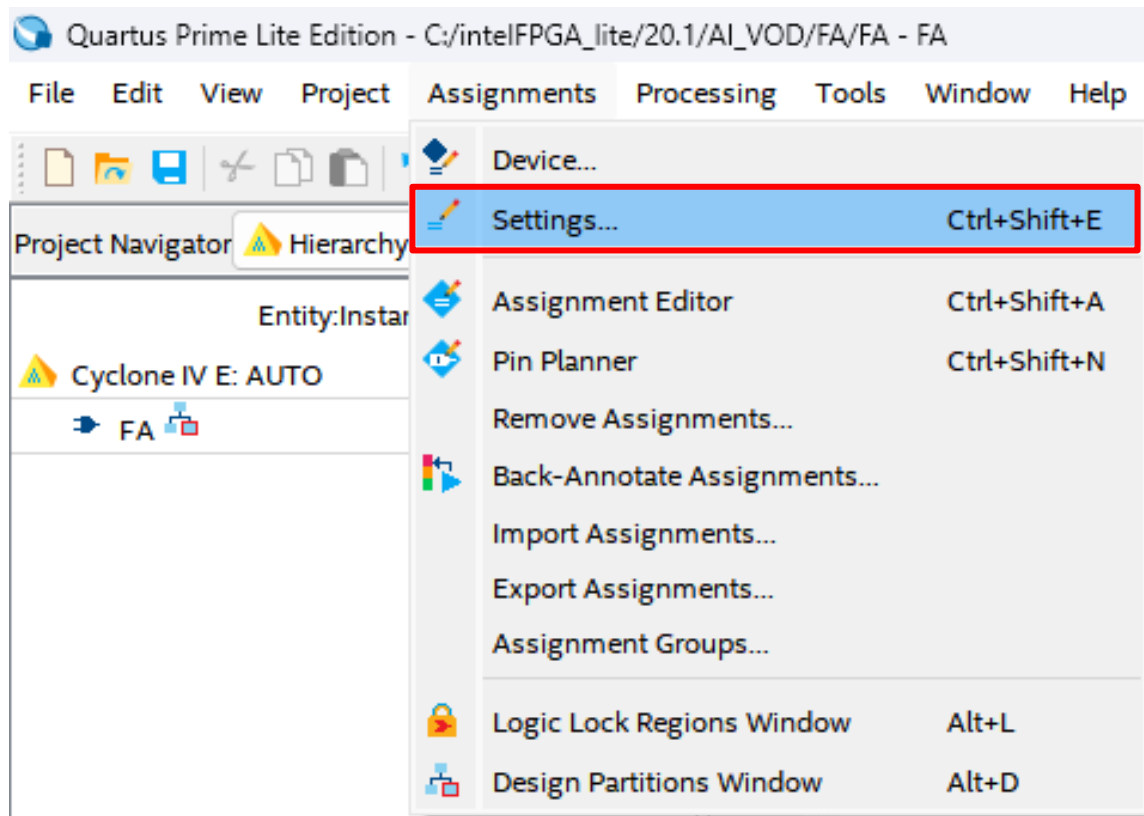 Quartus Prime Lite Edition - C:/intelFPGA_lite/20.1/AI_VOD/FA/FA - FA
File Edit View Project Assignments Processing Tools Window Help
Device...
Settings... Ctrl+Shift+E
Project Navigator Hierarchy
Assignment Editor Ctrl+Shift+A
Entity:Instan
Pin Planner Ctrl+Shift+N
Cyclone IV E: AUTO
Remove Assignments...
FA
Back-Annotate Assignments...
Import Assignments...
Export Assignments...
Assignment Groups...
Logic Lock Regions Window Alt+L
Design Partitions Window Alt+D